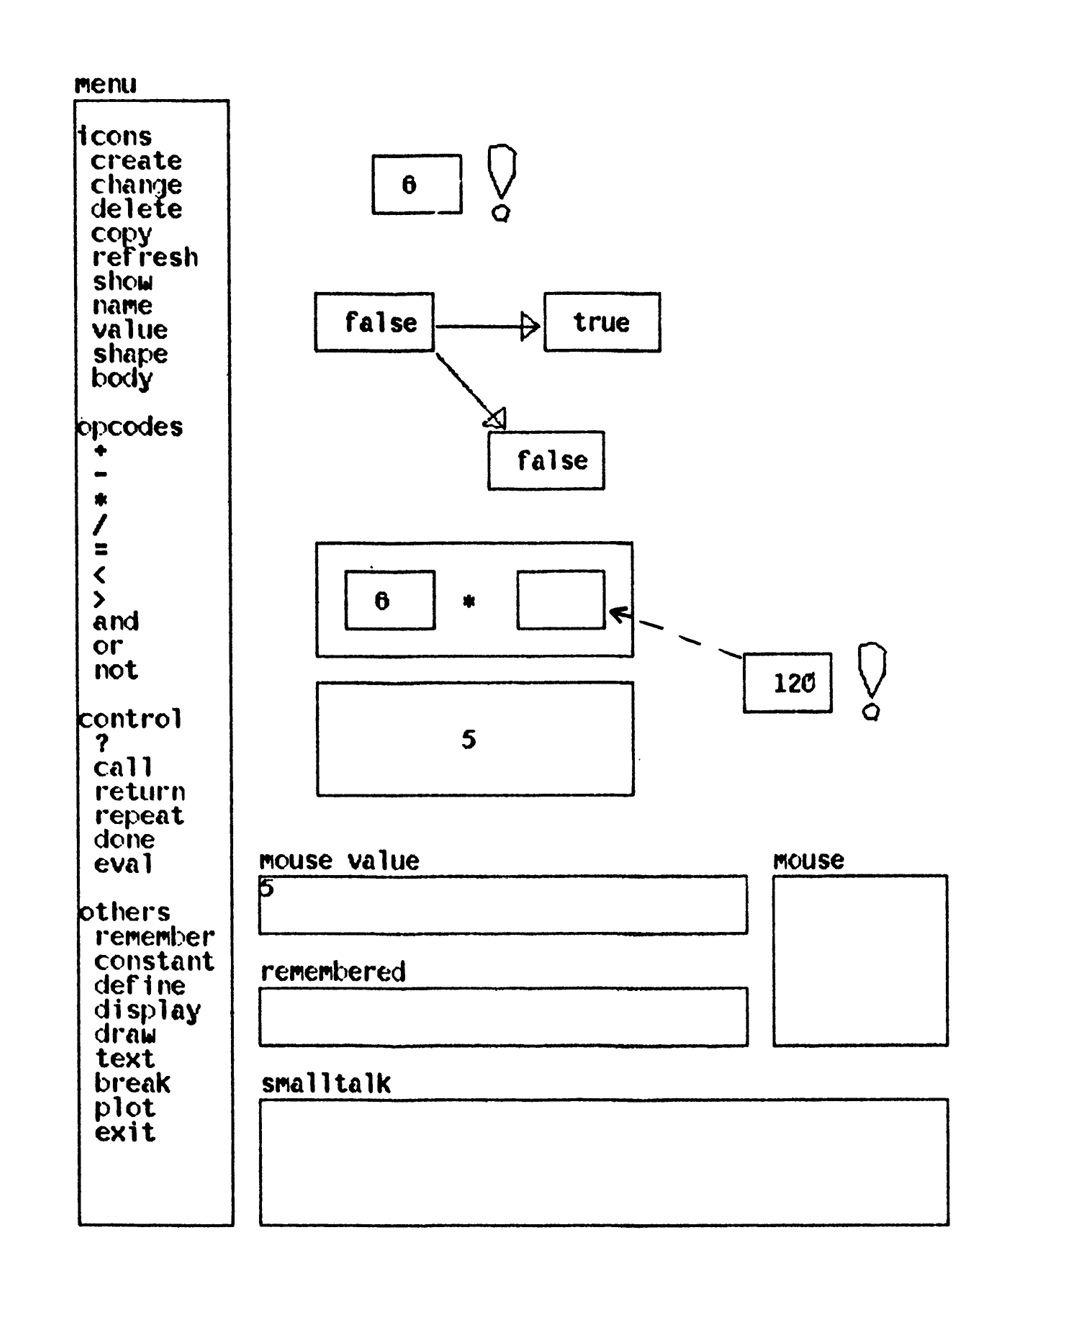 menu
icons
create
change
delete
copy
refresh
show
name
value
shape
body
opcodes
+
-
*
/
=
<
>
and
or
not
control
?
call
return
repeat
done
eval
others
remember
constant
define
display
draw
text
break
plot
exit
6 !
false true
false
6 *
120 !
5
mouse value
5
mouse
remembered
smalltalk